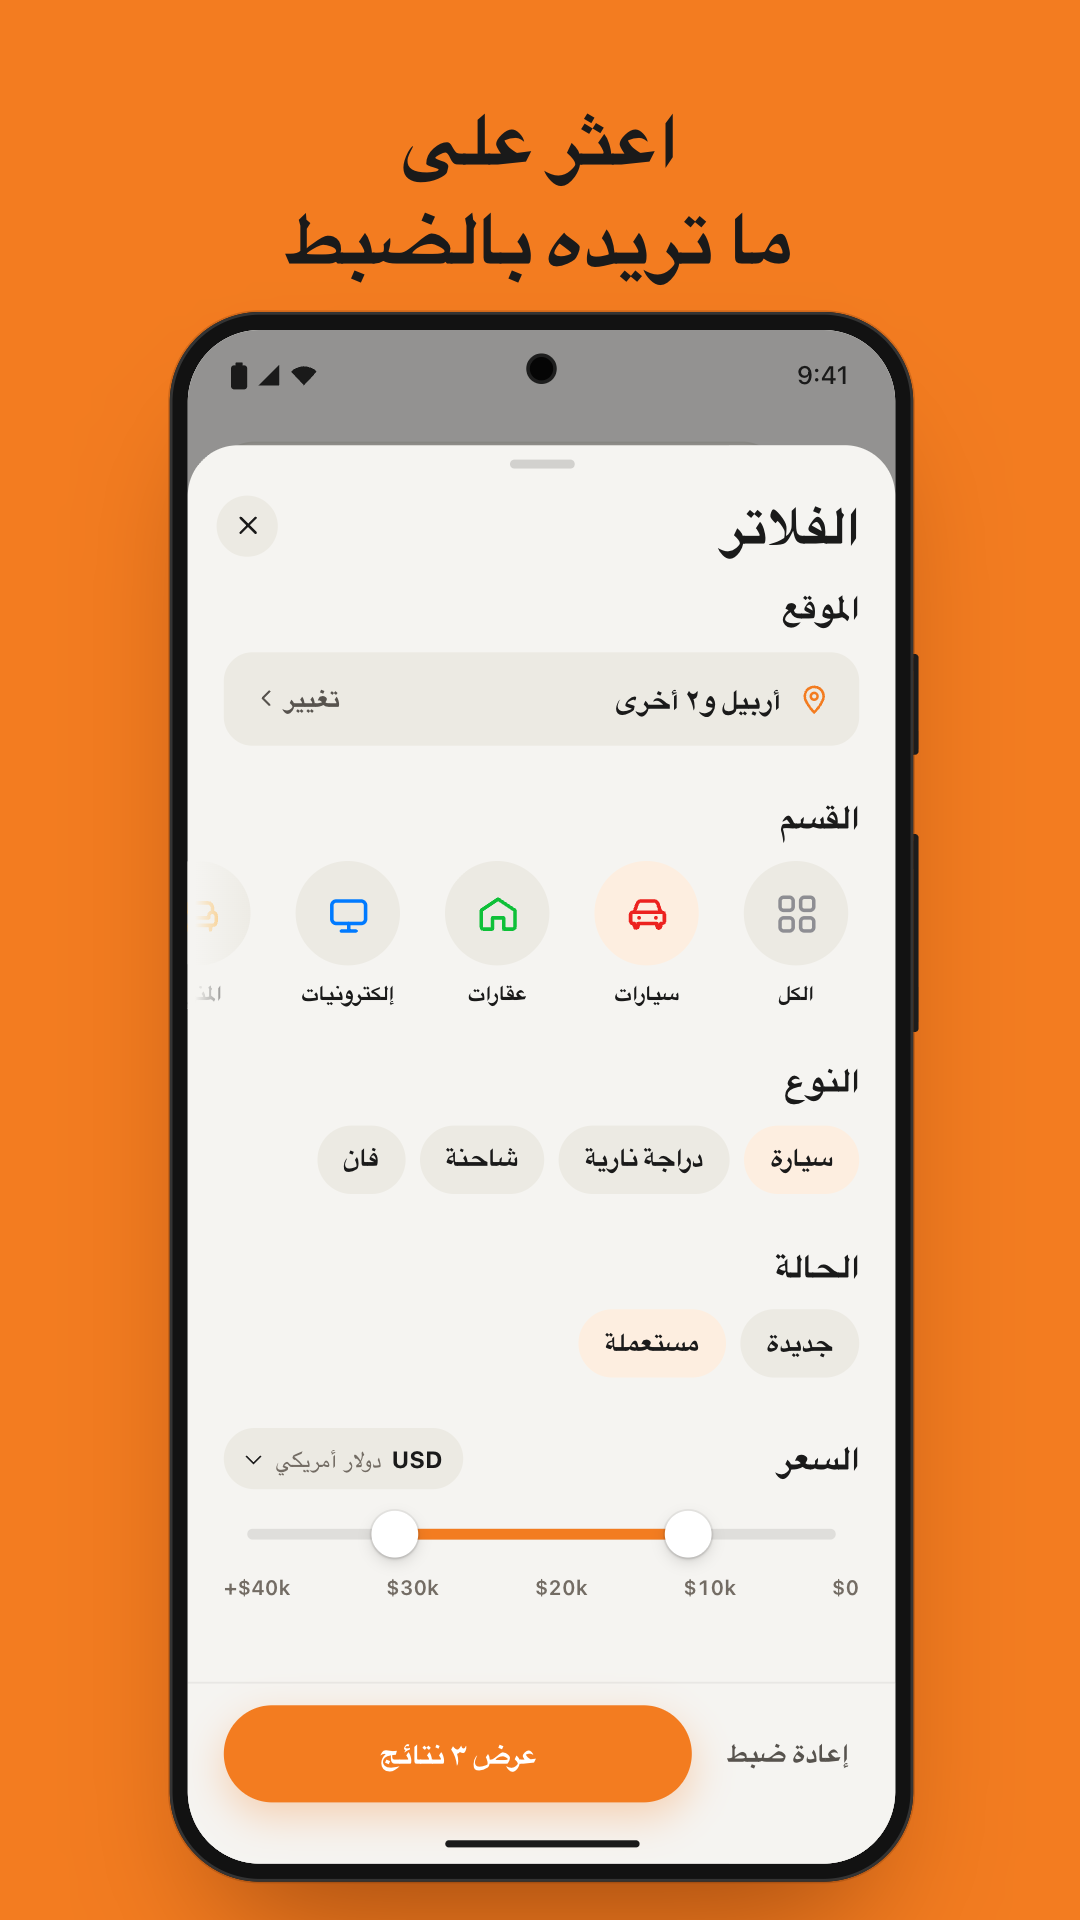 اعثر على
ما تريده بالضبط
9:41
الفلاتر
الموقع
أربيل و٢ أخرى
تغيير
القسم
الكل
سيارات
عقارات
إلكترونيات
النوع
سيارة
دراجة نارية
شاحنة
فان
الحالة
جديدة
مستعملة
السعر
USD دولار أمريكي
$0
$10k
$20k
$30k
+$40k
إعادة ضبط
عرض ٣ نتائج